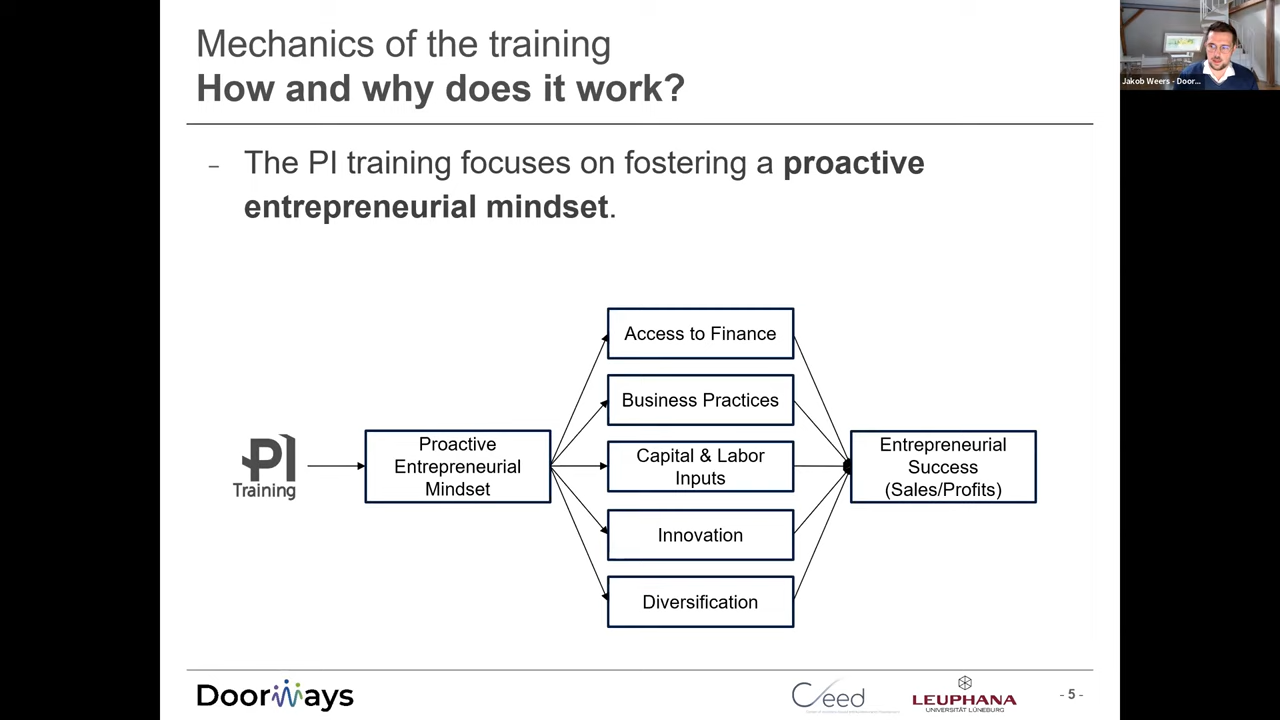 Mechanics of the training
How and why does it work?
Jakob Weers - Door...
– The PI training focuses on fostering a proactive
entrepreneurial mindset.
Access to Finance
Business Practices
Capital & Labor
Inputs
Innovation
Diversification
PI
Training
Proactive
Entrepreneurial
Mindset
Entrepreneurial
Success
(Sales/Profits)
Doorways
Ceed
LEUPHANA
UNIVERSITÄT LÜNEBURG
- 5 -